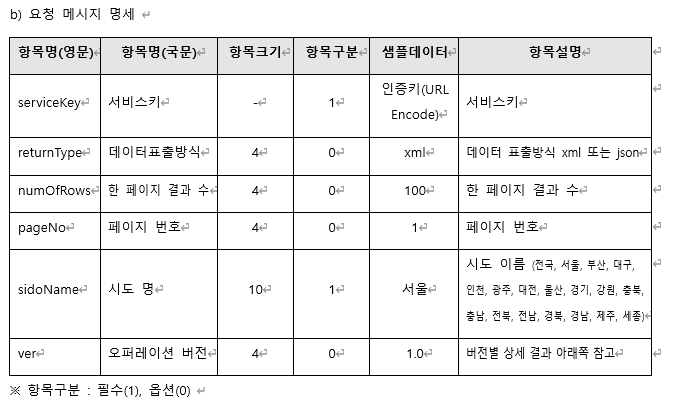 b) 요청 메시지 명세
항목명(영문) 항목명(국문) 항목크기 항목구분 샘플데이터 항목설명
serviceKey 서비스키 - 1 인증키(URL Encode) 서비스키
returnType 데이터표출방식 4 0 xml 데이터 표출방식 xml 또는 json
numOfRows 한 페이지 결과 수 4 0 100 한 페이지 결과 수
pageNo 페이지 번호 4 0 1 페이지 번호
sidoName 시도 명 10 1 서울 시도 이름 (전국, 서울, 부산, 대구,
인천, 광주, 대전, 울산, 경기, 강원, 충북,
충남, 전북, 전남, 경북, 경남, 제주, 세종)
ver 오퍼레이션 버전 4 0 1.0 버전별 상세 결과 아래쪽 참고
※ 항목구분 : 필수(1), 옵션(0)